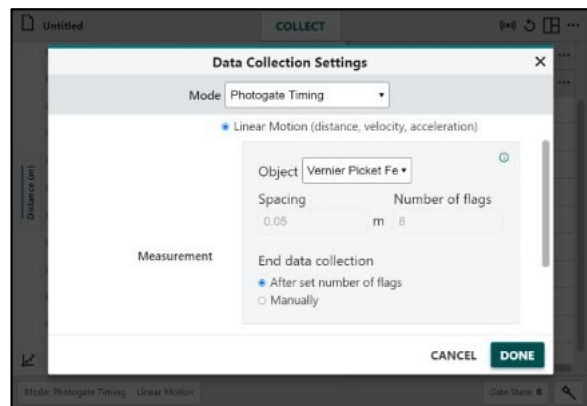 Untitled
COLLECT
Data Collection Settings
Mode Photogate Timing
Linear Motion (distance, velocity, acceleration)
Object Vernier Picket Fe
Spacing Number of flags
0.05 m 8
Measurement
End data collection
After set number of flags
Manually
Distance (m)
CANCEL DONE
Mode: Photogate Timing Linear Motion Gate State: 0